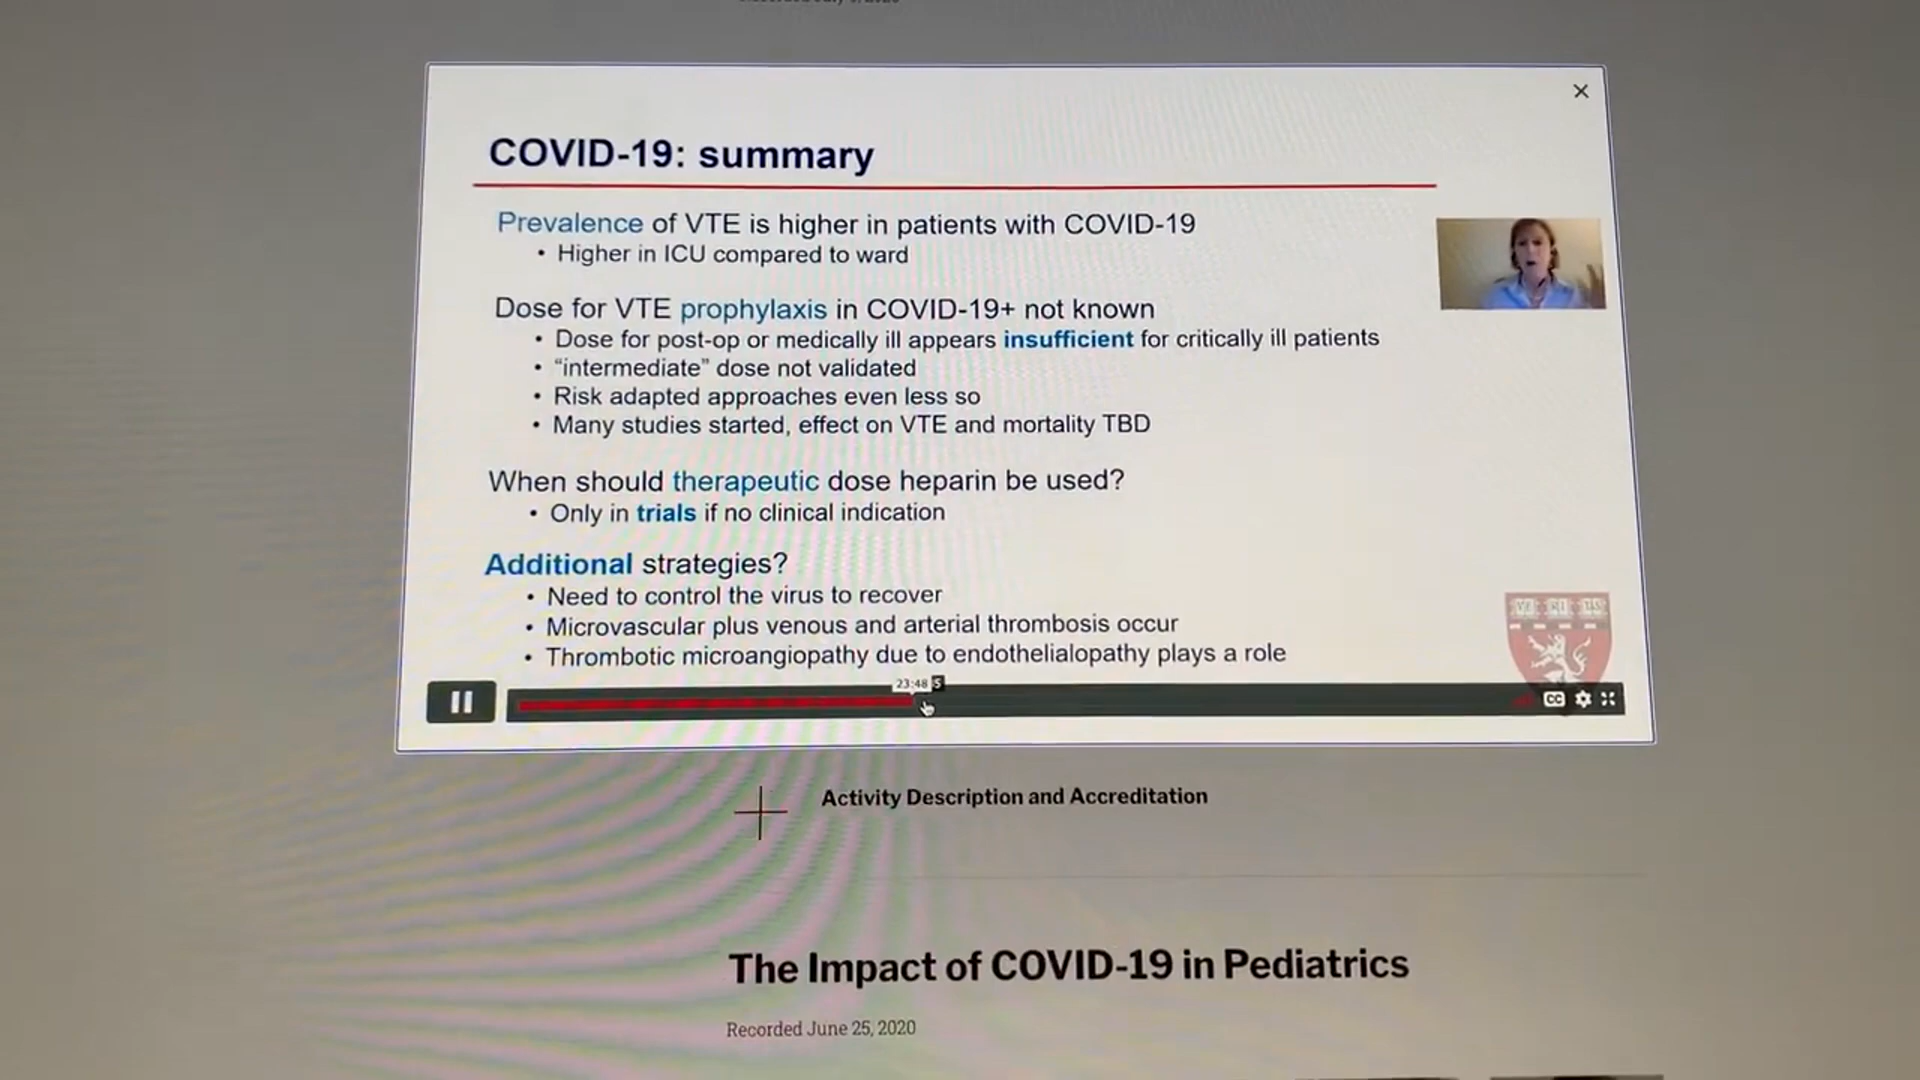 COVID-19: summary
Prevalence of VTE is higher in patients with COVID-19
• Higher in ICU compared to ward
Dose for VTE prophylaxis in COVID-19+ not known
• Dose for post-op or medically ill appears insufficient for critically ill patients
• “intermediate” dose not validated
• Risk adapted approaches even less so
• Many studies started, effect on VTE and mortality TBD
When should therapeutic dose heparin be used?
• Only in trials if no clinical indication
Additional strategies?
• Need to control the virus to recover
• Microvascular plus venous and arterial thrombosis occur
• Thrombotic microangiopathy due to endothelialopathy plays a role
VE RI TAS
23:48
CC
Activity Description and Accreditation
The Impact of COVID-19 in Pediatrics
Recorded June 25, 2020